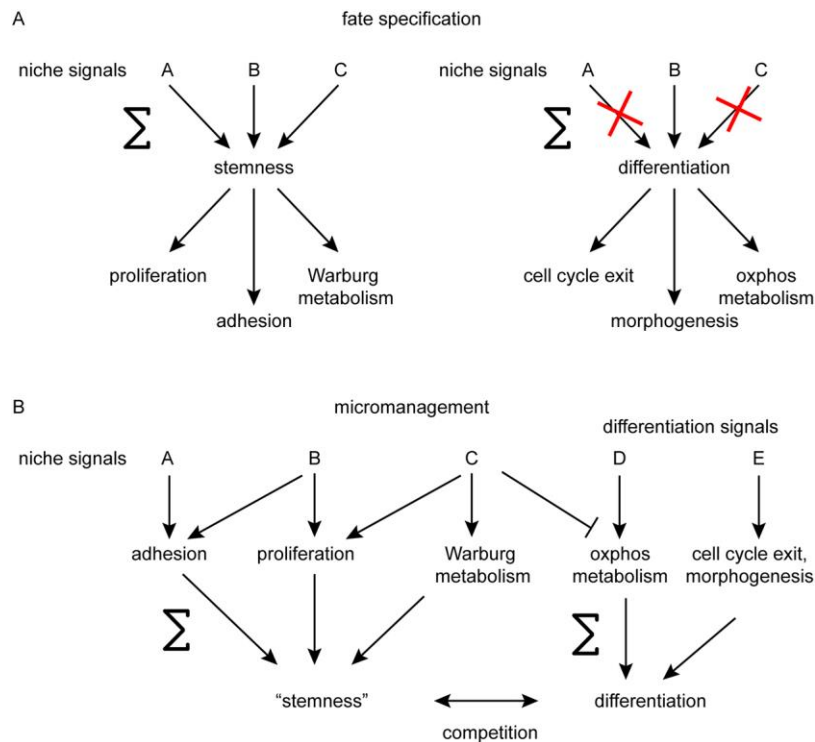 A fate specification
niche signals A B C niche signals A B C
∑ ∑
stemness differentiation
proliferation Warburg metabolism cell cycle exit oxphos metabolism
adhesion morphogenesis
B micromanagement
differentiation signals
niche signals A B C D E
adhesion proliferation Warburg metabolism oxphos metabolism cell cycle exit, morphogenesis
∑ ∑
“stemness” differentiation
competition